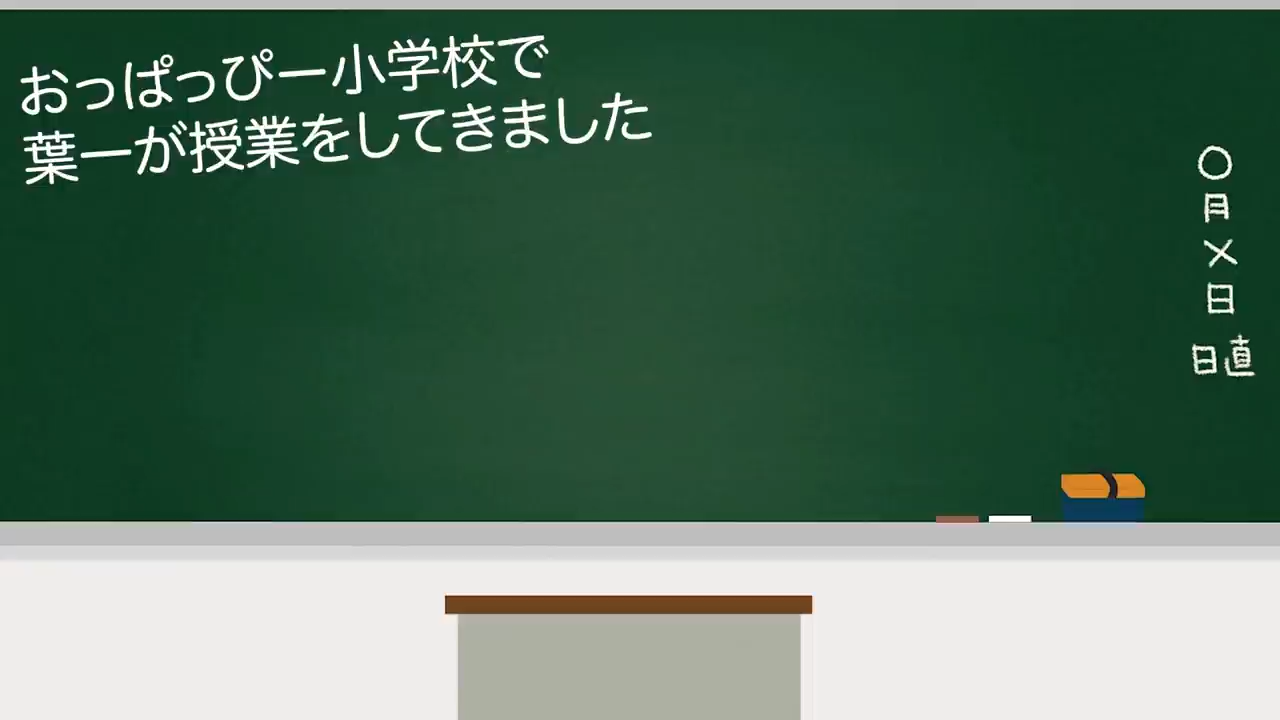 おっぱっぴー小学校で
葉一が授業をしてきました
〇月×日
日直